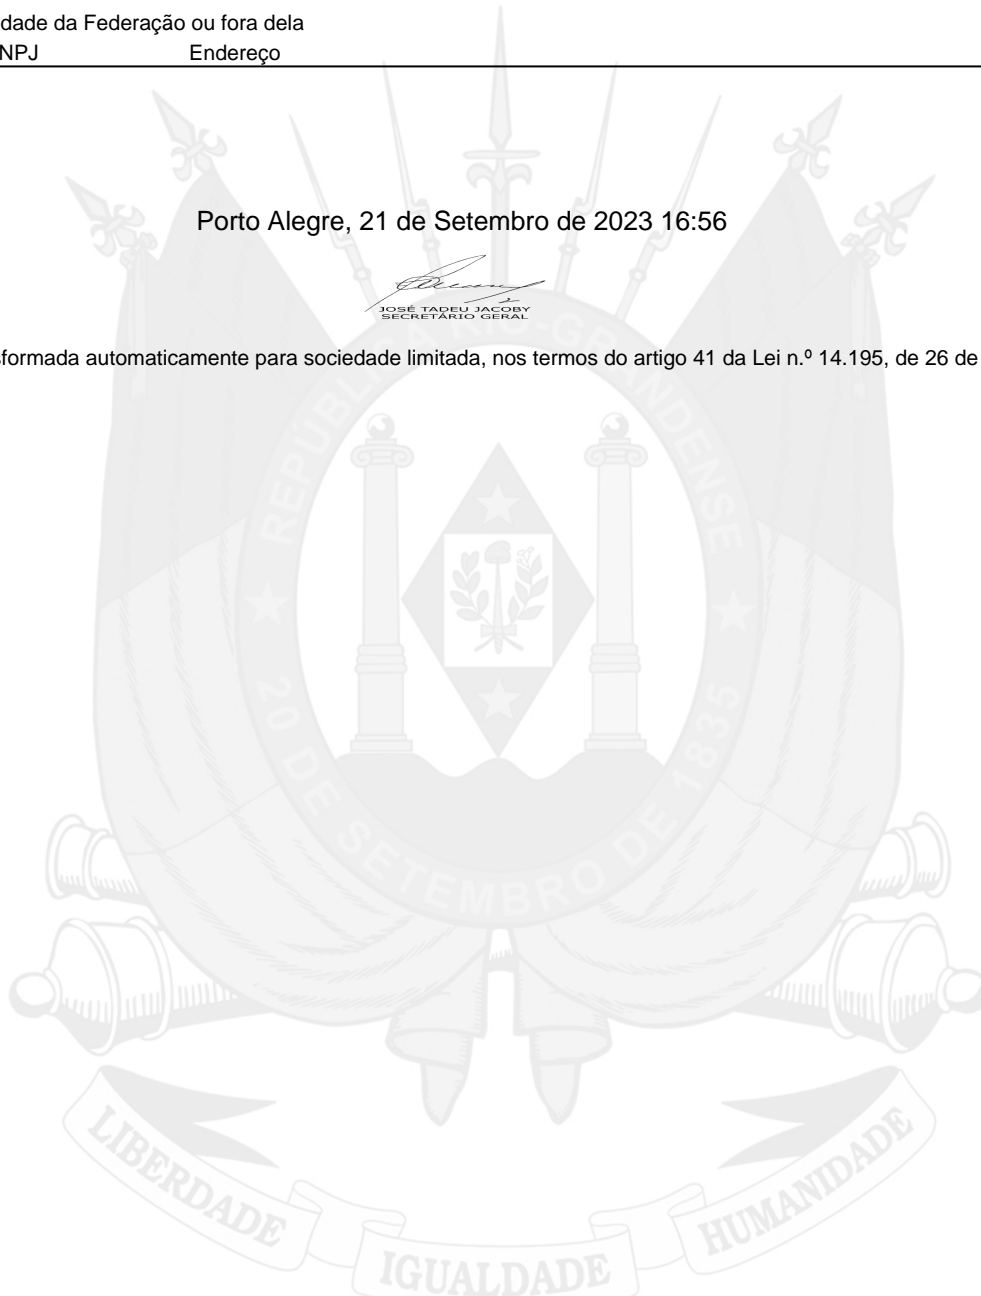 dade da Federação ou fora dela
NPJ Endereço
Porto Alegre, 21 de Setembro de 2023 16:56
JOSÉ TADEU JACOBY
SECRETÁRIO GERAL
sformada automaticamente para sociedade limitada, nos termos do artigo 41 da Lei n.º 14.195, de 26 de
REPÚBLICA RIO-GRANDENSE
20 DE SETEMBRO DE 1835
LIBERDADE IGUALDADE HUMANIDADE